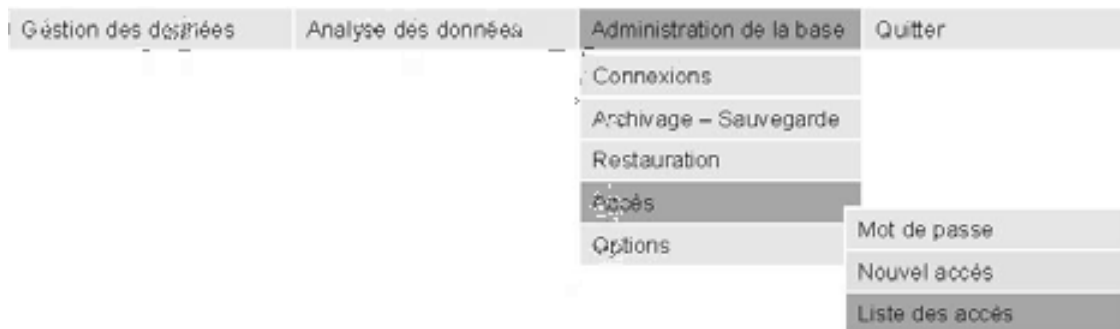 Gestion des données
Analyse des données
Administration de la base
Quitter
Connexions
Archivage – Sauvegarde
Restauration
Accès
Options
Mot de passe
Nouvel accès
Liste des accès